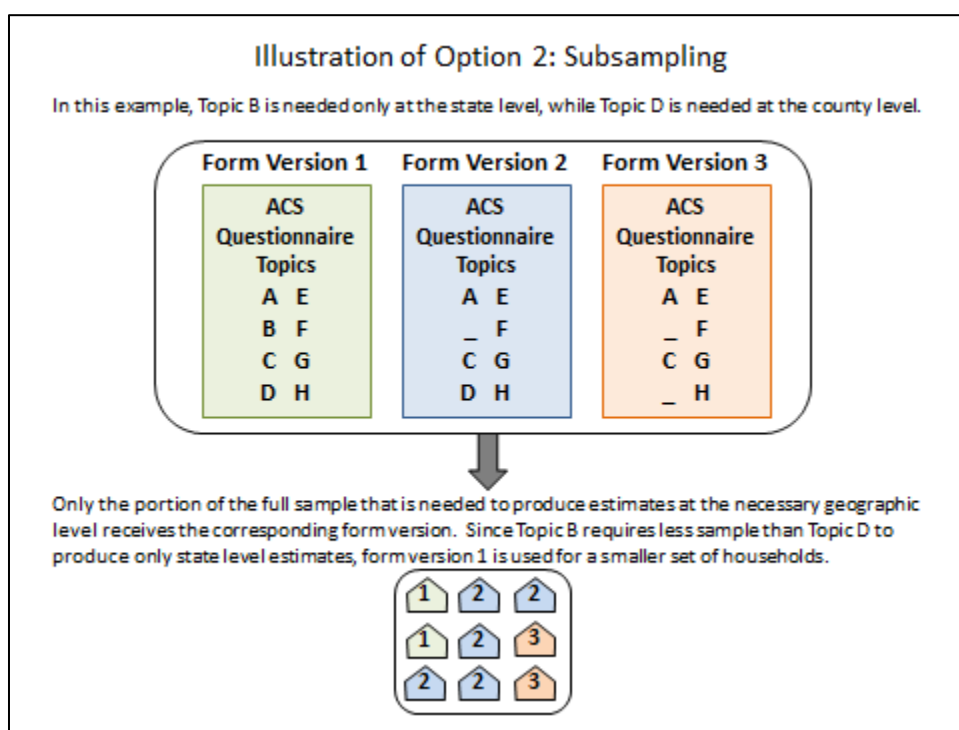 Illustration of Option 2: Subsampling
In this example, Topic B is needed only at the state level, while Topic D is needed at the county level.
Form Version 1 Form Version 2 Form Version 3
ACS
Questionnaire
Topics
A E
B F
C G
D H
ACS
Questionnaire
Topics
A E
_ F
C G
D H
ACS
Questionnaire
Topics
A E
_ F
C G
_ H
Only the portion of the full sample that is needed to produce estimates at the necessary geographic
level receives the corresponding form version. Since Topic B requires less sample than Topic D to
produce only state level estimates, form version 1 is used for a smaller set of households.
1 2 2
1 2 3
2 2 3